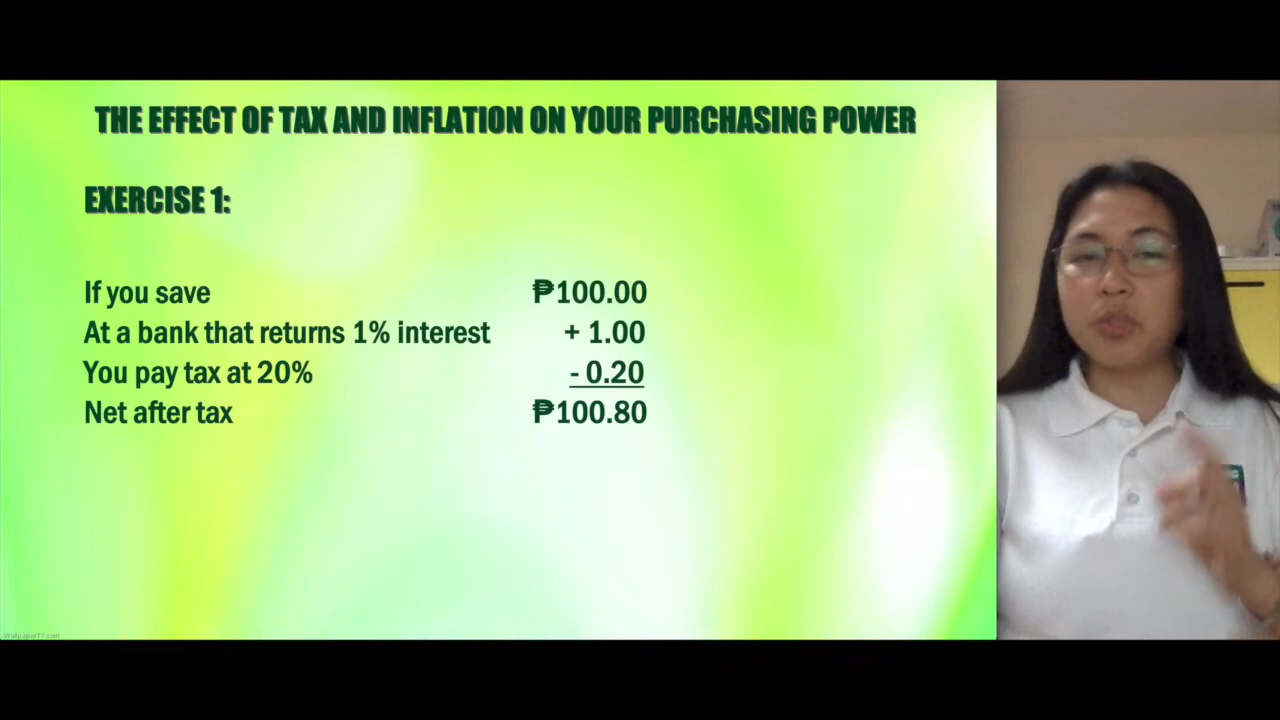 THE EFFECT OF TAX AND INFLATION ON YOUR PURCHASING POWER
EXERCISE 1:
If you save ₱100.00
At a bank that returns 1% interest + 1.00
You pay tax at 20% - 0.20
Net after tax ₱100.80